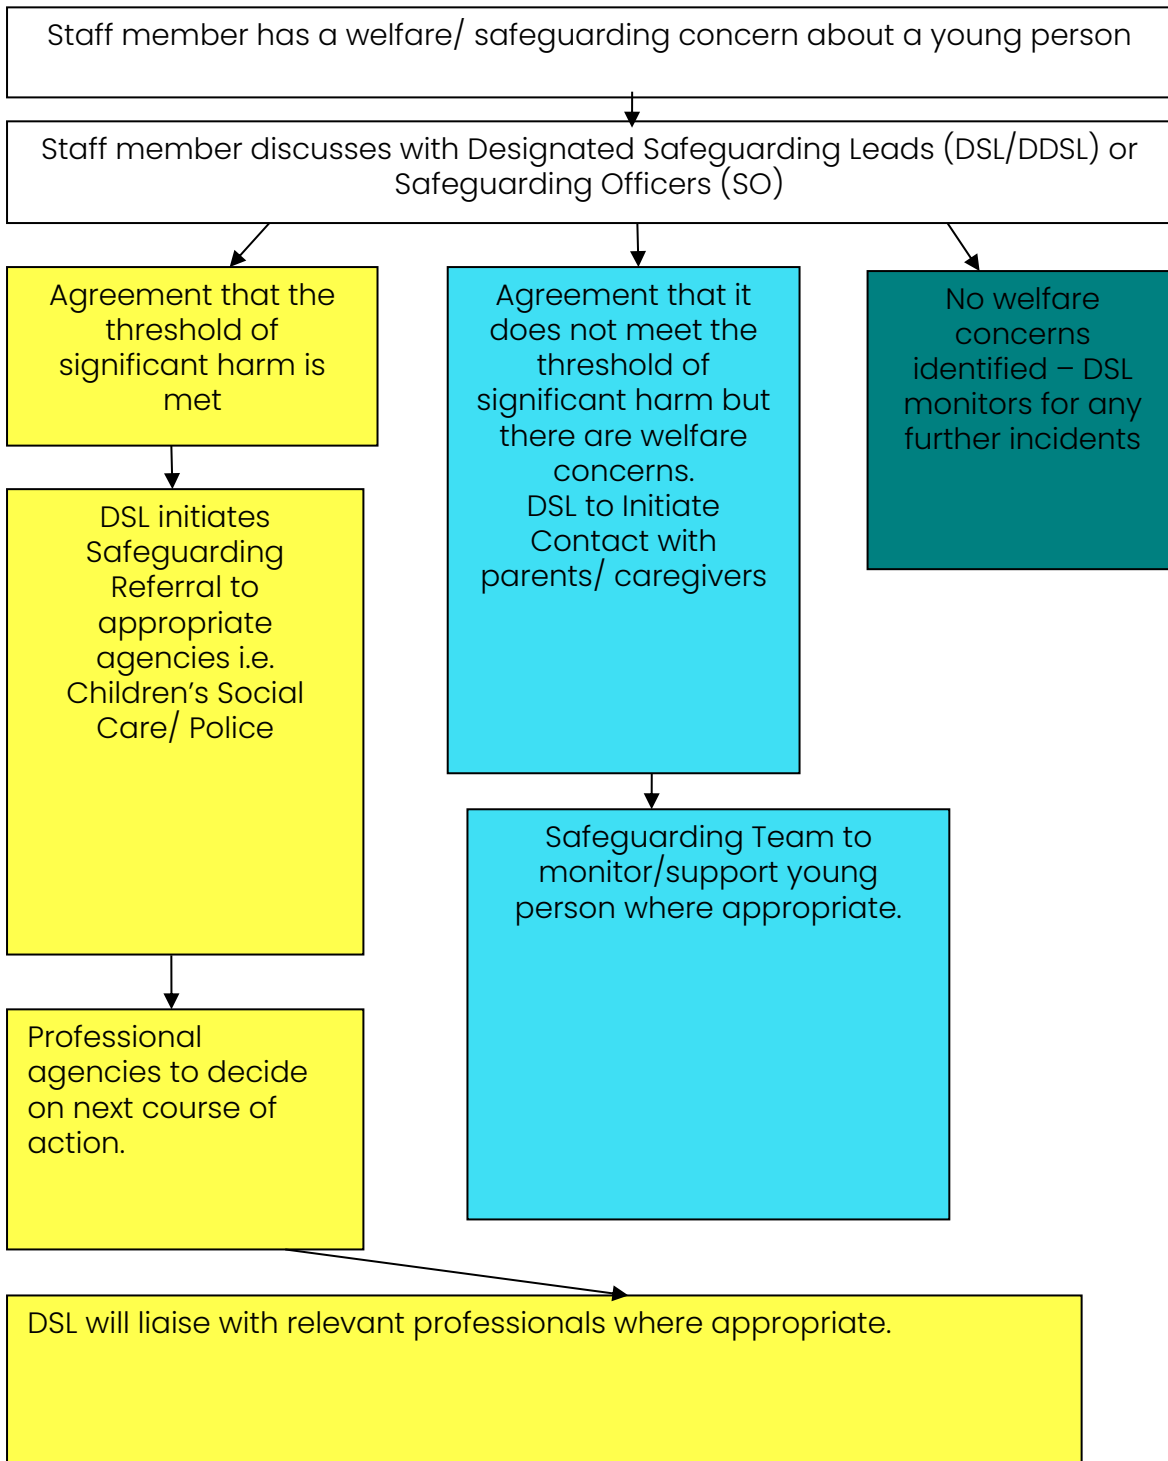 Staff member has a welfare/ safeguarding concern about a young person
Staff member discusses with Designated Safeguarding Leads (DSL/DDSL) or
Safeguarding Officers (SO)
Agreement that the
threshold of
significant harm is
met
DSL initiates
Safeguarding
Referral to
appropriate
agencies i.e.
Children’s Social
Care/ Police
Professional
agencies to decide
on next course of
action.
Agreement that it
does not meet the
threshold of
significant harm but
there are welfare
concerns.
DSL to Initiate
Contact with
parents/ caregivers
Safeguarding Team to
monitor/support young
person where appropriate.
No welfare
concerns
identified – DSL
monitors for any
further incidents
DSL will liaise with relevant professionals where appropriate.